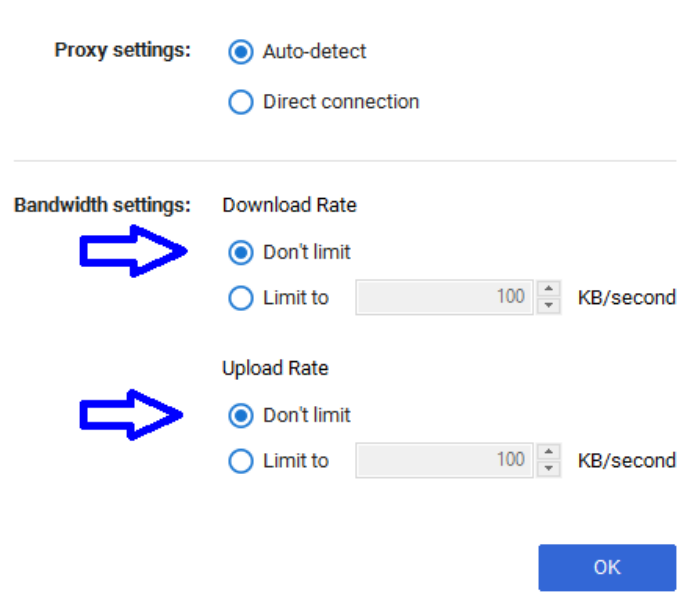 Proxy settings: Auto-detect
Direct connection
Bandwidth settings: Download Rate
Don't limit
Limit to 100 KB/second
Upload Rate
Don't limit
Limit to 100 KB/second
OK